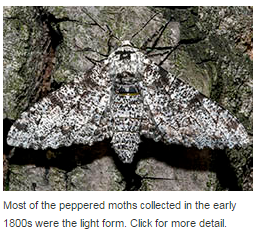 Most of the peppered moths collected in the early
1800s were the light form. Click for more detail.